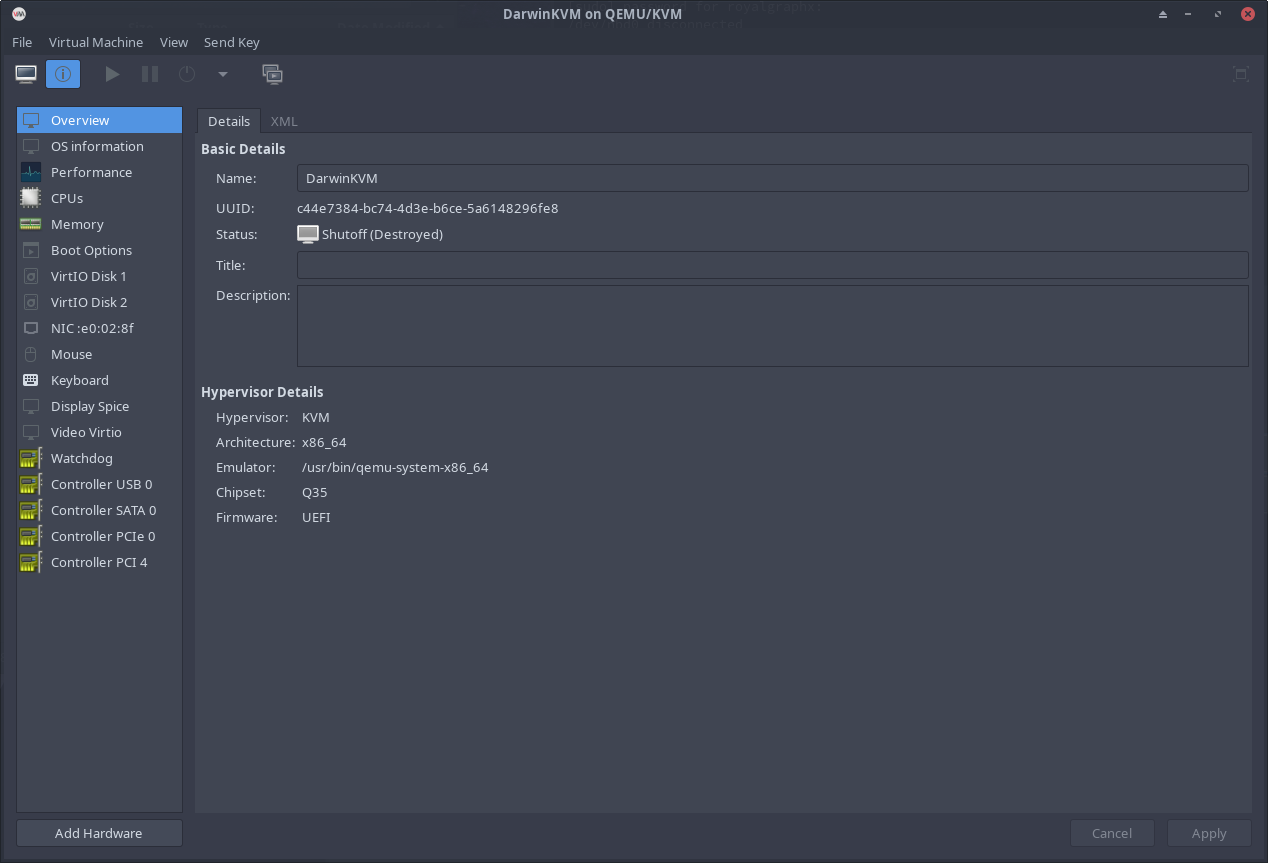 DarwinKVM on QEMU/KVM
File Virtual Machine View Send Key
Overview
OS information
Performance
CPUs
Memory
Boot Options
VirtIO Disk 1
VirtIO Disk 2
NIC :e0:02:8f
Mouse
Keyboard
Display Spice
Video Virtio
Watchdog
Controller USB 0
Controller SATA 0
Controller PCIe 0
Controller PCI 4
Add Hardware
Details XML
Basic Details
Name: DarwinKVM
UUID: c44e7384-bc74-4d3e-b6ce-5a6148296fe8
Status: Shutoff (Destroyed)
Title:
Description:
Hypervisor Details
Hypervisor: KVM
Architecture: x86_64
Emulator: /usr/bin/qemu-system-x86_64
Chipset: Q35
Firmware: UEFI
Cancel Apply